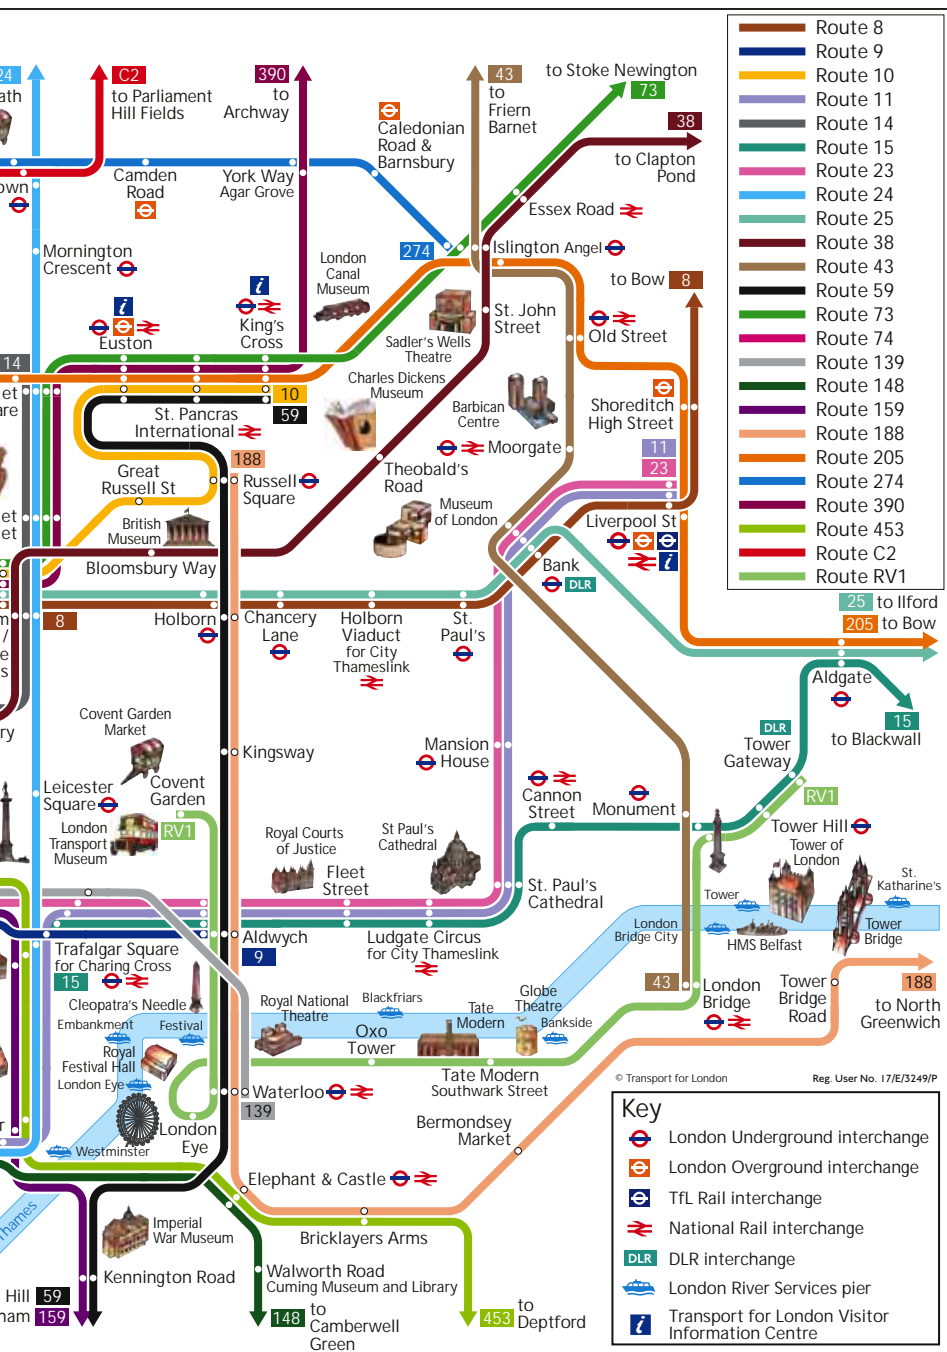 Route 8
Route 9
Route 10
Route 11
Route 14
Route 15
Route 23
Route 24
Route 25
Route 38
Route 43
Route 59
Route 73
Route 74
Route 139
Route 148
Route 159
Route 188
Route 205
Route 274
Route 390
Route 453
Route C2
Route RV1
24
ath
C2
to Parliament
Hill Fields
390
to
Archway
43
to
Friern
Barnet
to Stoke Newington
73
38
to Clapton
Pond
Caledonian
Road &
Barnsbury
own
Camden
Road
York Way
Agar Grove
Essex Road
Mornington
Crescent
274
Islington Angel
London
Canal
Museum
to Bow
8
i
Euston
i
King's
Cross
Sadler's Wells
Theatre
St. John
Street
Old Street
14
et
are
10
59
St. Pancras
International
Charles Dickens
Museum
Barbican
Centre
Shoreditch
High Street
188
Moorgate
11
23
Great
Russell St
Russell
Square
Theobald's
Road
Museum
of London
et
et
British
Museum
Liverpool St
i
Bloomsbury Way
Bank
DLR
25
to Ilford
205
to Bow
m
/
e
s
8
Holborn
Chancery
Lane
Holborn
Viaduct
for City
Thameslink
St.
Paul's
Aldgate
15
to Blackwall
ry
Covent Garden
Market
Kingsway
Mansion
House
DLR
Tower
Gateway
Leicester
Square
Covent
Garden
Cannon
Street
Monument
RV1
London
Transport
Museum
RV1
Royal Courts
of Justice
St Paul's
Cathedral
Tower Hill
Tower of
London
Fleet
Street
St. Paul's
Cathedral
St.
Katharine's
Tower
Trafalgar Square
for Charing Cross
15
Aldwych
9
Ludgate Circus
for City Thameslink
London
Bridge City
HMS Belfast
Tower
Bridge
Cleopatra's Needle
Embankment
Festival
Royal National
Theatre
Blackfriars
Oxo
Tower
Tate
Modern
Globe
Theatre
Bankside
43
London
Bridge
Tower
Bridge
Road
188
to North
Greenwich
Royal
Festival Hall
London Eye
Waterloo
139
Tate Modern
Southwark Street
© Transport for London
Reg. User No. 17/E/3249/P
r
London
Eye
Westminster
Bermondsey
Market
Elephant & Castle
Thames
Imperial
War Museum
Bricklayers Arms
Kennington Road
Walworth Road
Cuming Museum and Library
Hill
59
ham
159
148
to
Camberwell
Green
453
to
Deptford
Key
London Underground interchange
London Overground interchange
TfL Rail interchange
National Rail interchange
DLR
DLR interchange
London River Services pier
i
Transport for London Visitor
Information Centre